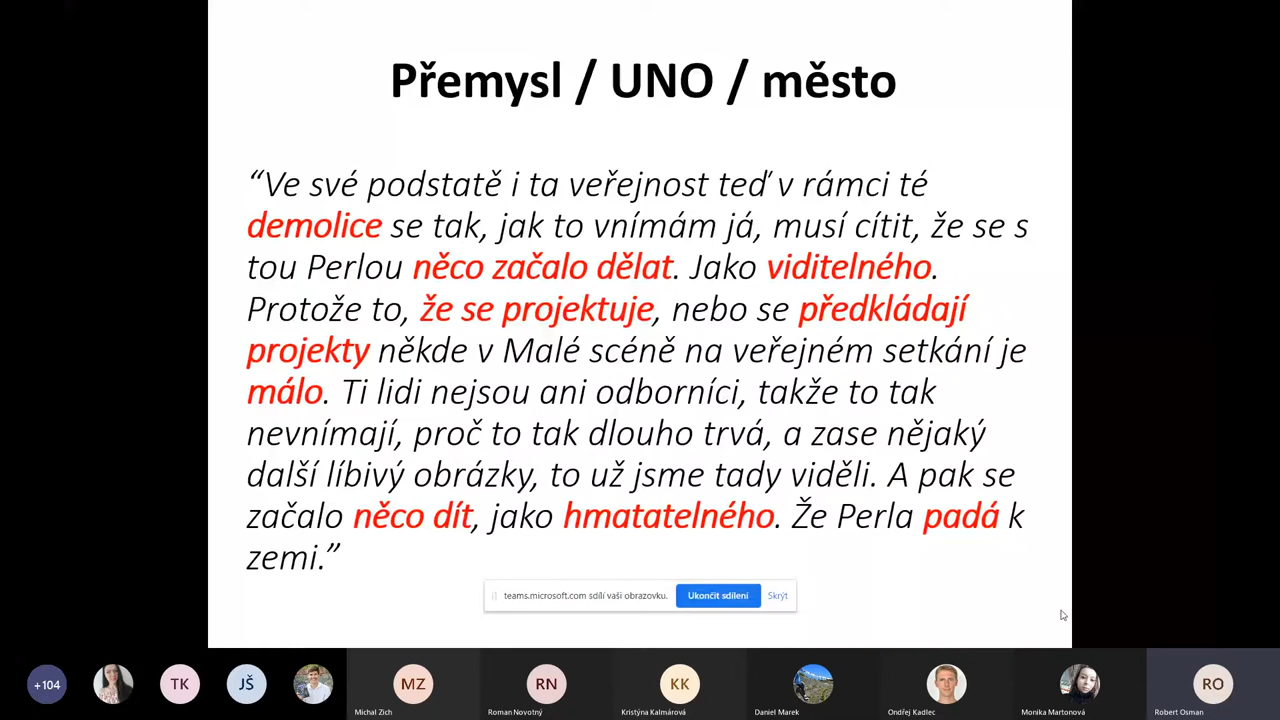 Přemysl / UNO / město
“Ve své podstatě i ta veřejnost teď v rámci té
demolice se tak, jak to vnímám já, musí cítit, že se s
tou Perlou něco začalo dělat. Jako viditelného.
Protože to, že se projektuje, nebo se předkládají
projekty někde v Malé scéně na veřejném setkání je
málo. Ti lidi nejsou ani odborníci, takže to tak
nevnímají, proč to tak dlouho trvá, a zase nějaký
další líbivý obrázky, to už jsme tady viděli. A pak se
začalo něco dít, jako hmatatelného. Že Perla padá k
zemi.”
teams.microsoft.com sdílí vaši obrazovku. Ukončit sdílení Skrýt
+104 TK JŠ MZ RN KK RO
Michal Zich Roman Novotný Kristýna Kalmárová Daniel Marek Ondřej Kadlec Monika Martonová Robert Osman